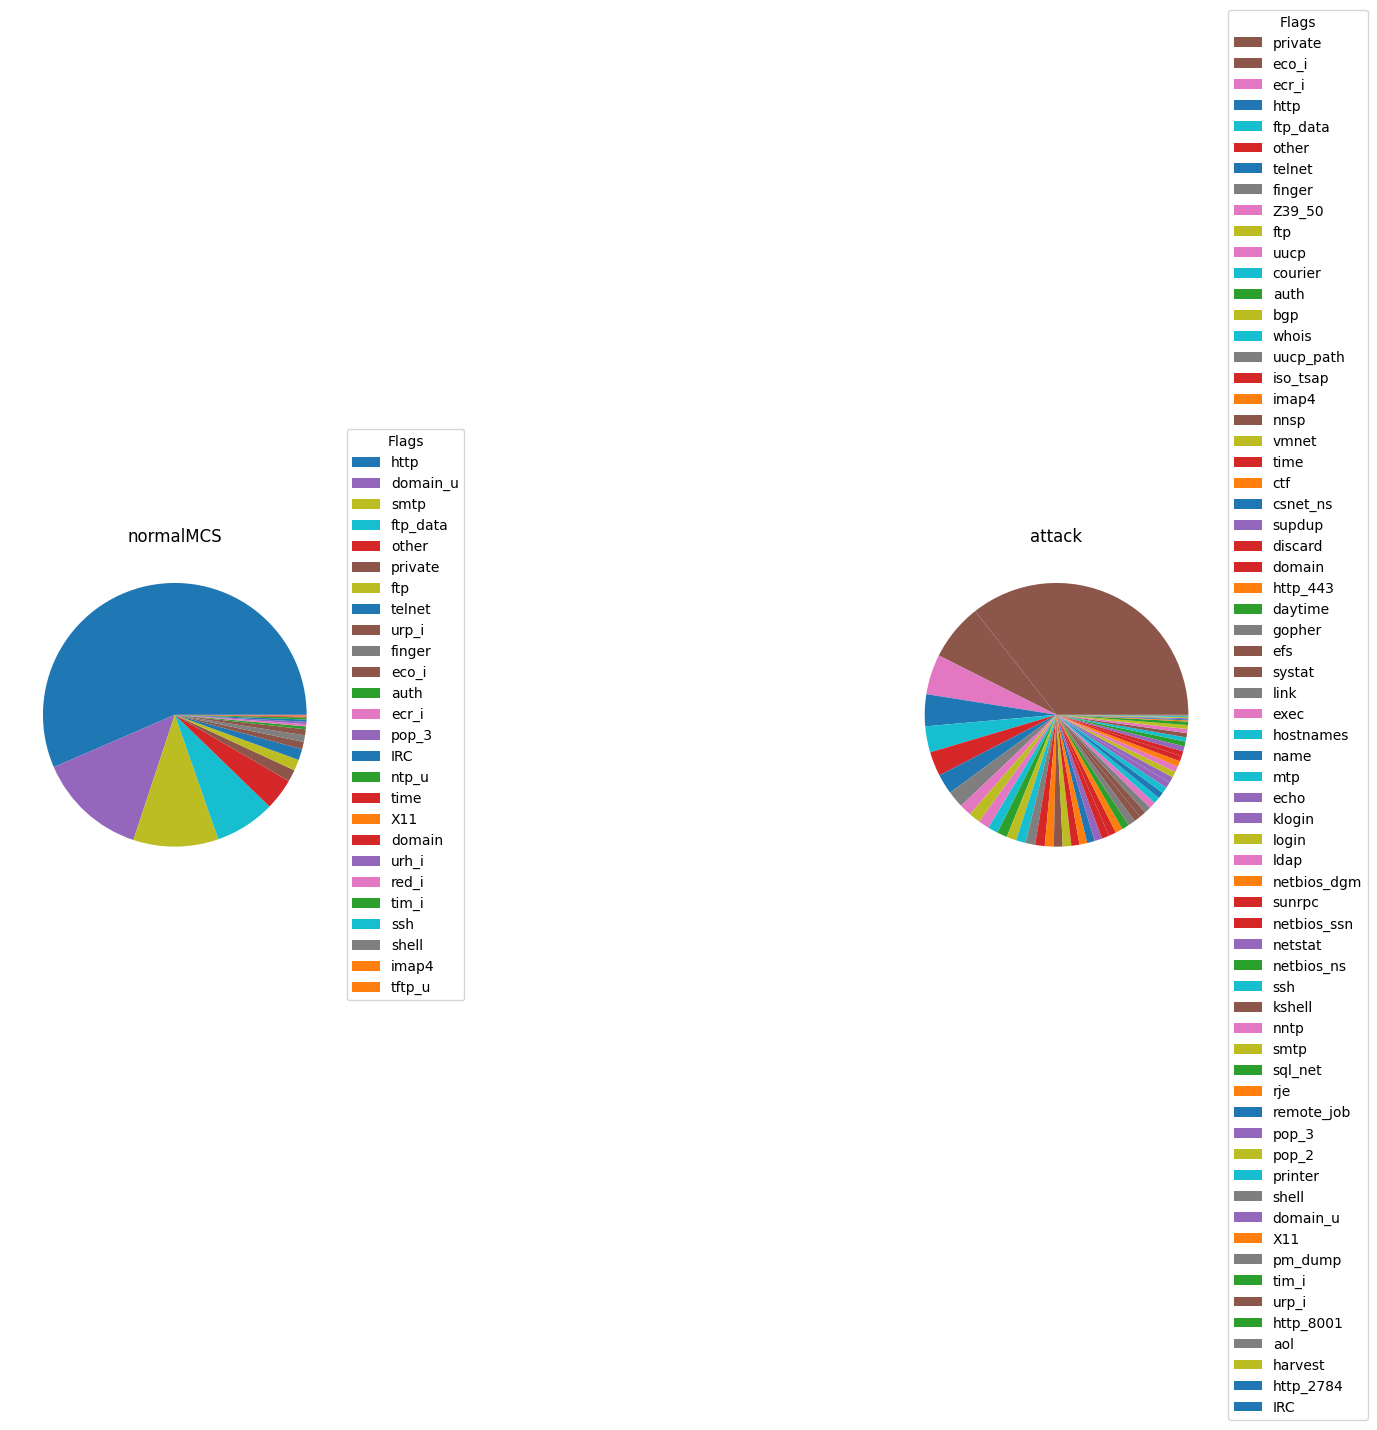 normalMCS
Flags
http
domain_u
smtp
ftp_data
other
private
ftp
telnet
urp_i
finger
eco_i
auth
ecr_i
pop_3
IRC
ntp_u
time
X11
domain
urh_i
red_i
tim_i
ssh
shell
imap4
tftp_u
attack
Flags
private
eco_i
ecr_i
http
ftp_data
other
telnet
finger
Z39_50
ftp
uucp
courier
auth
bgp
whois
uucp_path
iso_tsap
imap4
nnsp
vmnet
time
ctf
csnet_ns
supdup
discard
domain
http_443
daytime
gopher
efs
systat
link
exec
hostnames
name
mtp
echo
klogin
login
ldap
netbios_dgm
sunrpc
netbios_ssn
netstat
netbios_ns
ssh
kshell
nntp
smtp
sql_net
rje
remote_job
pop_3
pop_2
printer
shell
domain_u
X11
pm_dump
tim_i
urp_i
http_8001
aol
harvest
http_2784
IRC